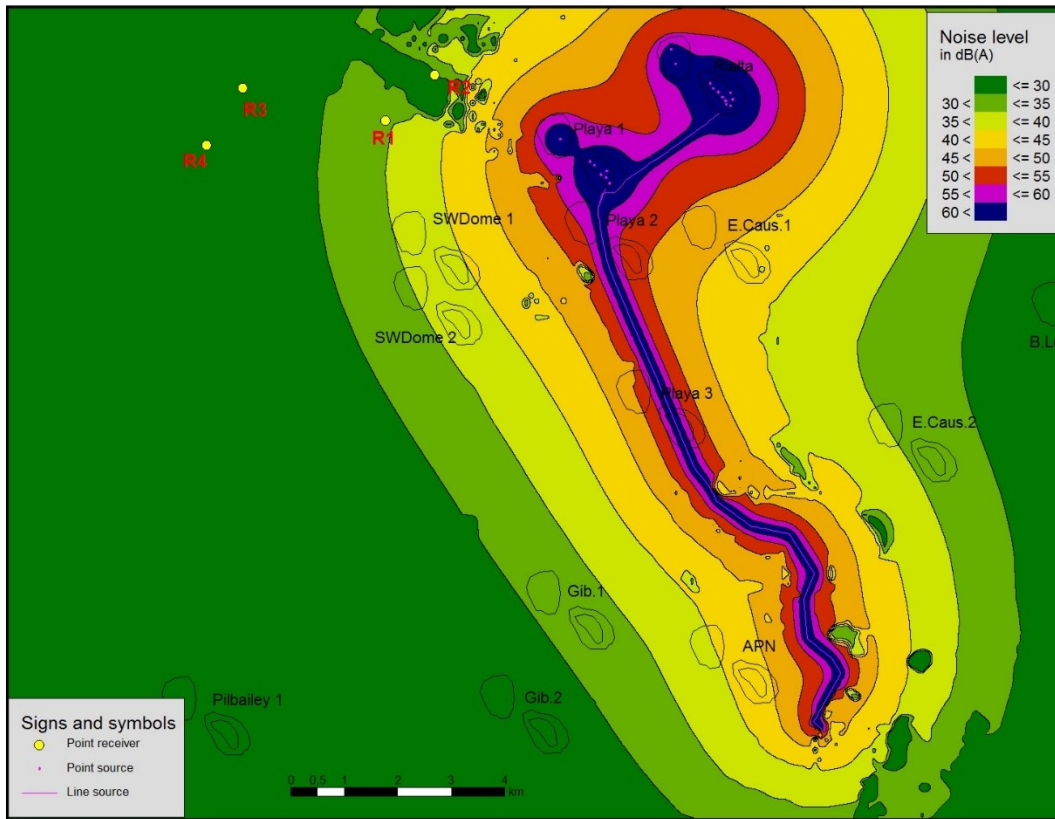 Noise level
in dB(A)
<= 30
30 < <= 35
35 < <= 40
40 < <= 45
45 < <= 50
50 < <= 55
55 < <= 60
60 <
R2
R3
R1
R4
Playa 1
SWDome 1
Playa 2
E.Caus.1
SWDome 2
Playa 3
E.Caus.2
Gib.1
APN
Pilbailey 1
Gib.2
Signs and symbols
Point receiver
Point source
Line source
0 0.5 1 2 3 4
km